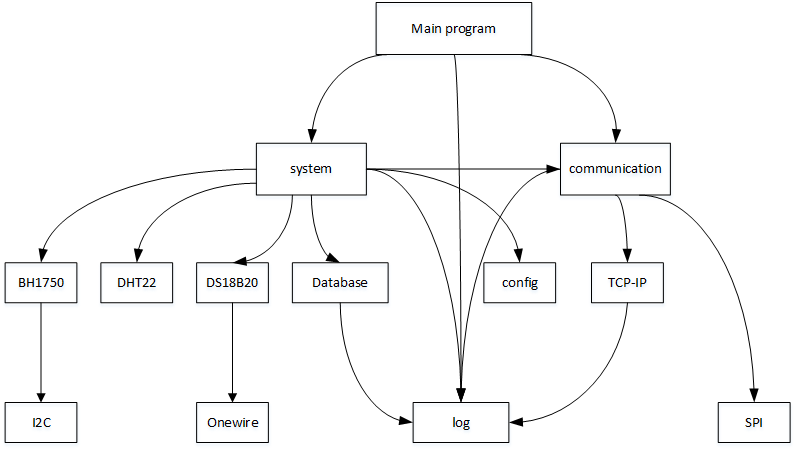 Main program
system
communication
BH1750
DHT22
DS18B20
Database
config
TCP-IP
I2C
Onewire
log
SPI